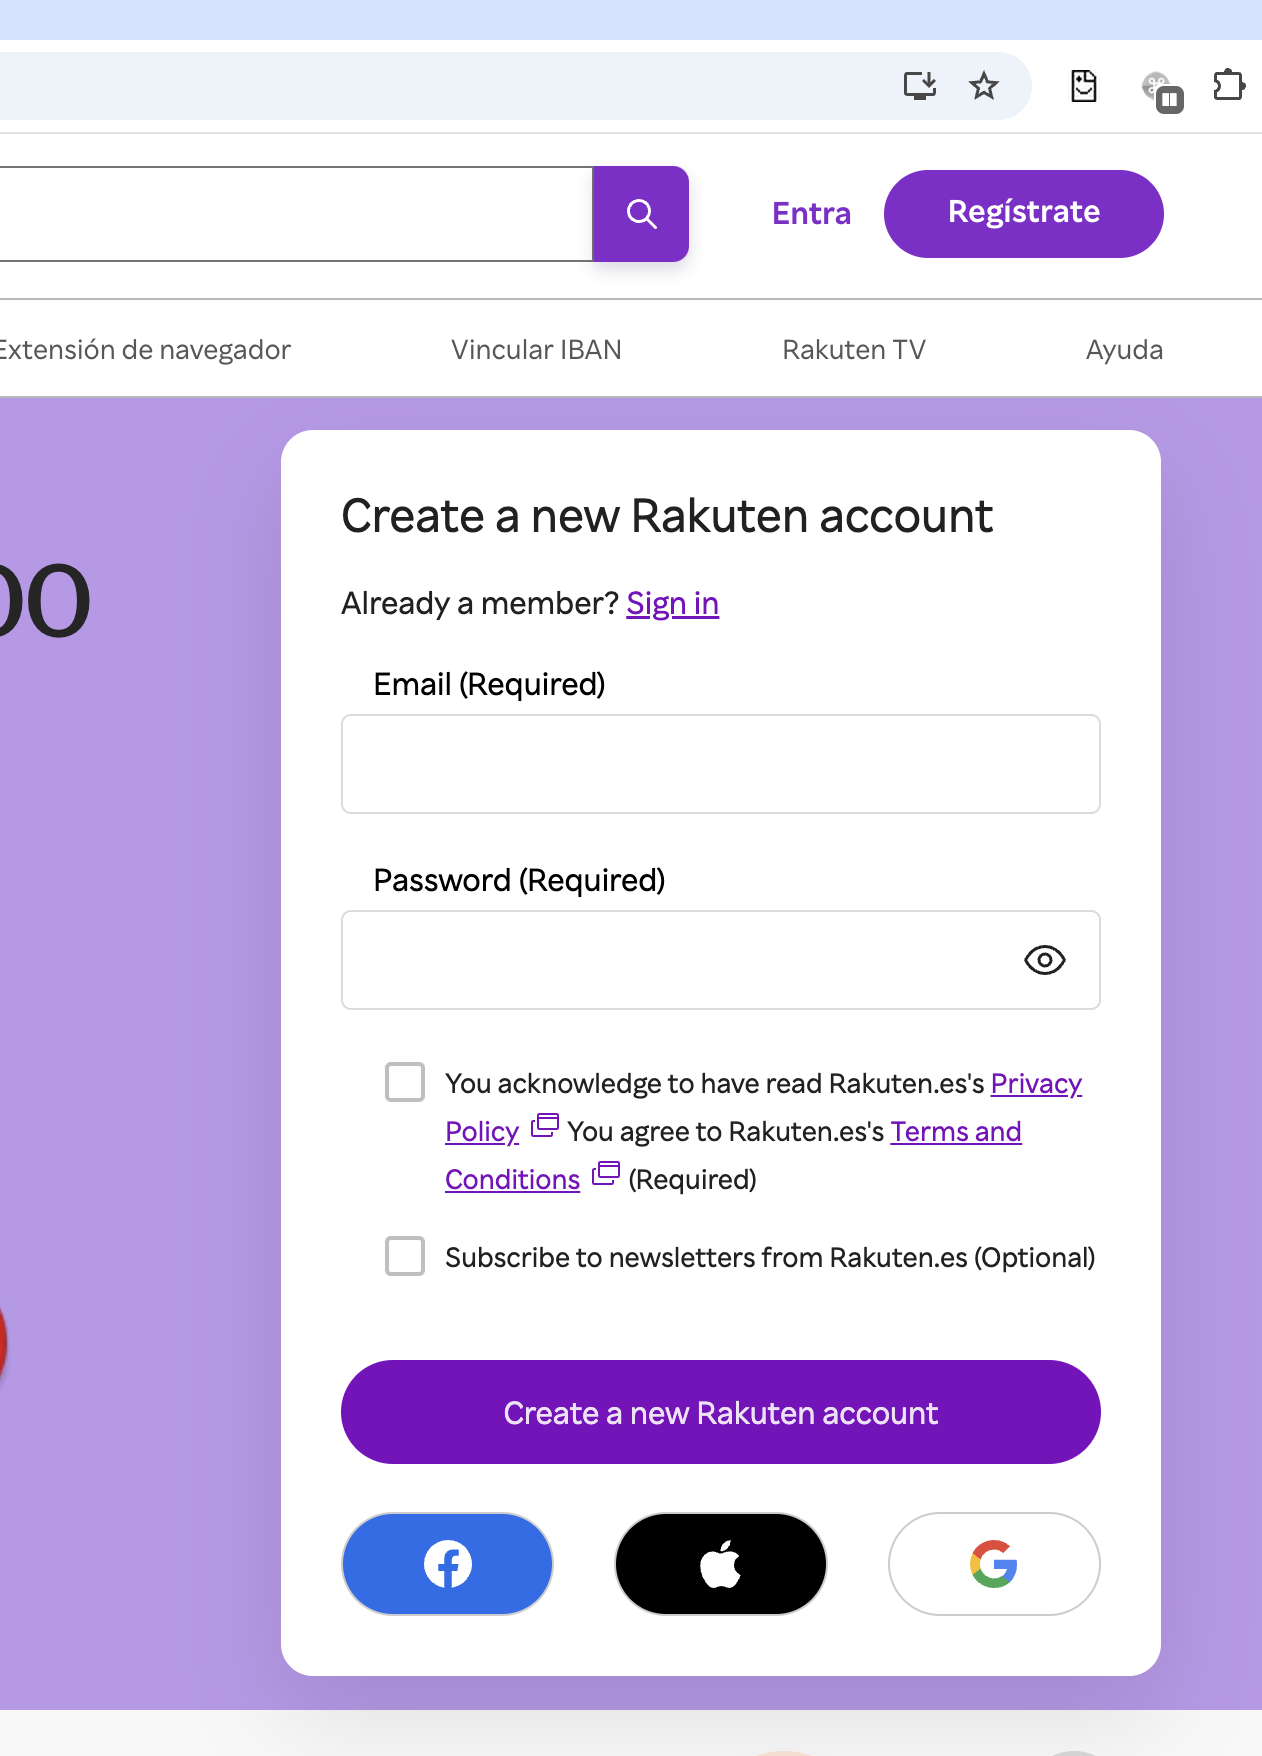 Entra
Regístrate
Extensión de navegador
Vincular IBAN
Rakuten TV
Ayuda
00
Create a new Rakuten account
Already a member? Sign in
Email (Required)
Password (Required)
You acknowledge to have read Rakuten.es's Privacy
Policy You agree to Rakuten.es's Terms and
Conditions (Required)
Subscribe to newsletters from Rakuten.es (Optional)
Create a new Rakuten account